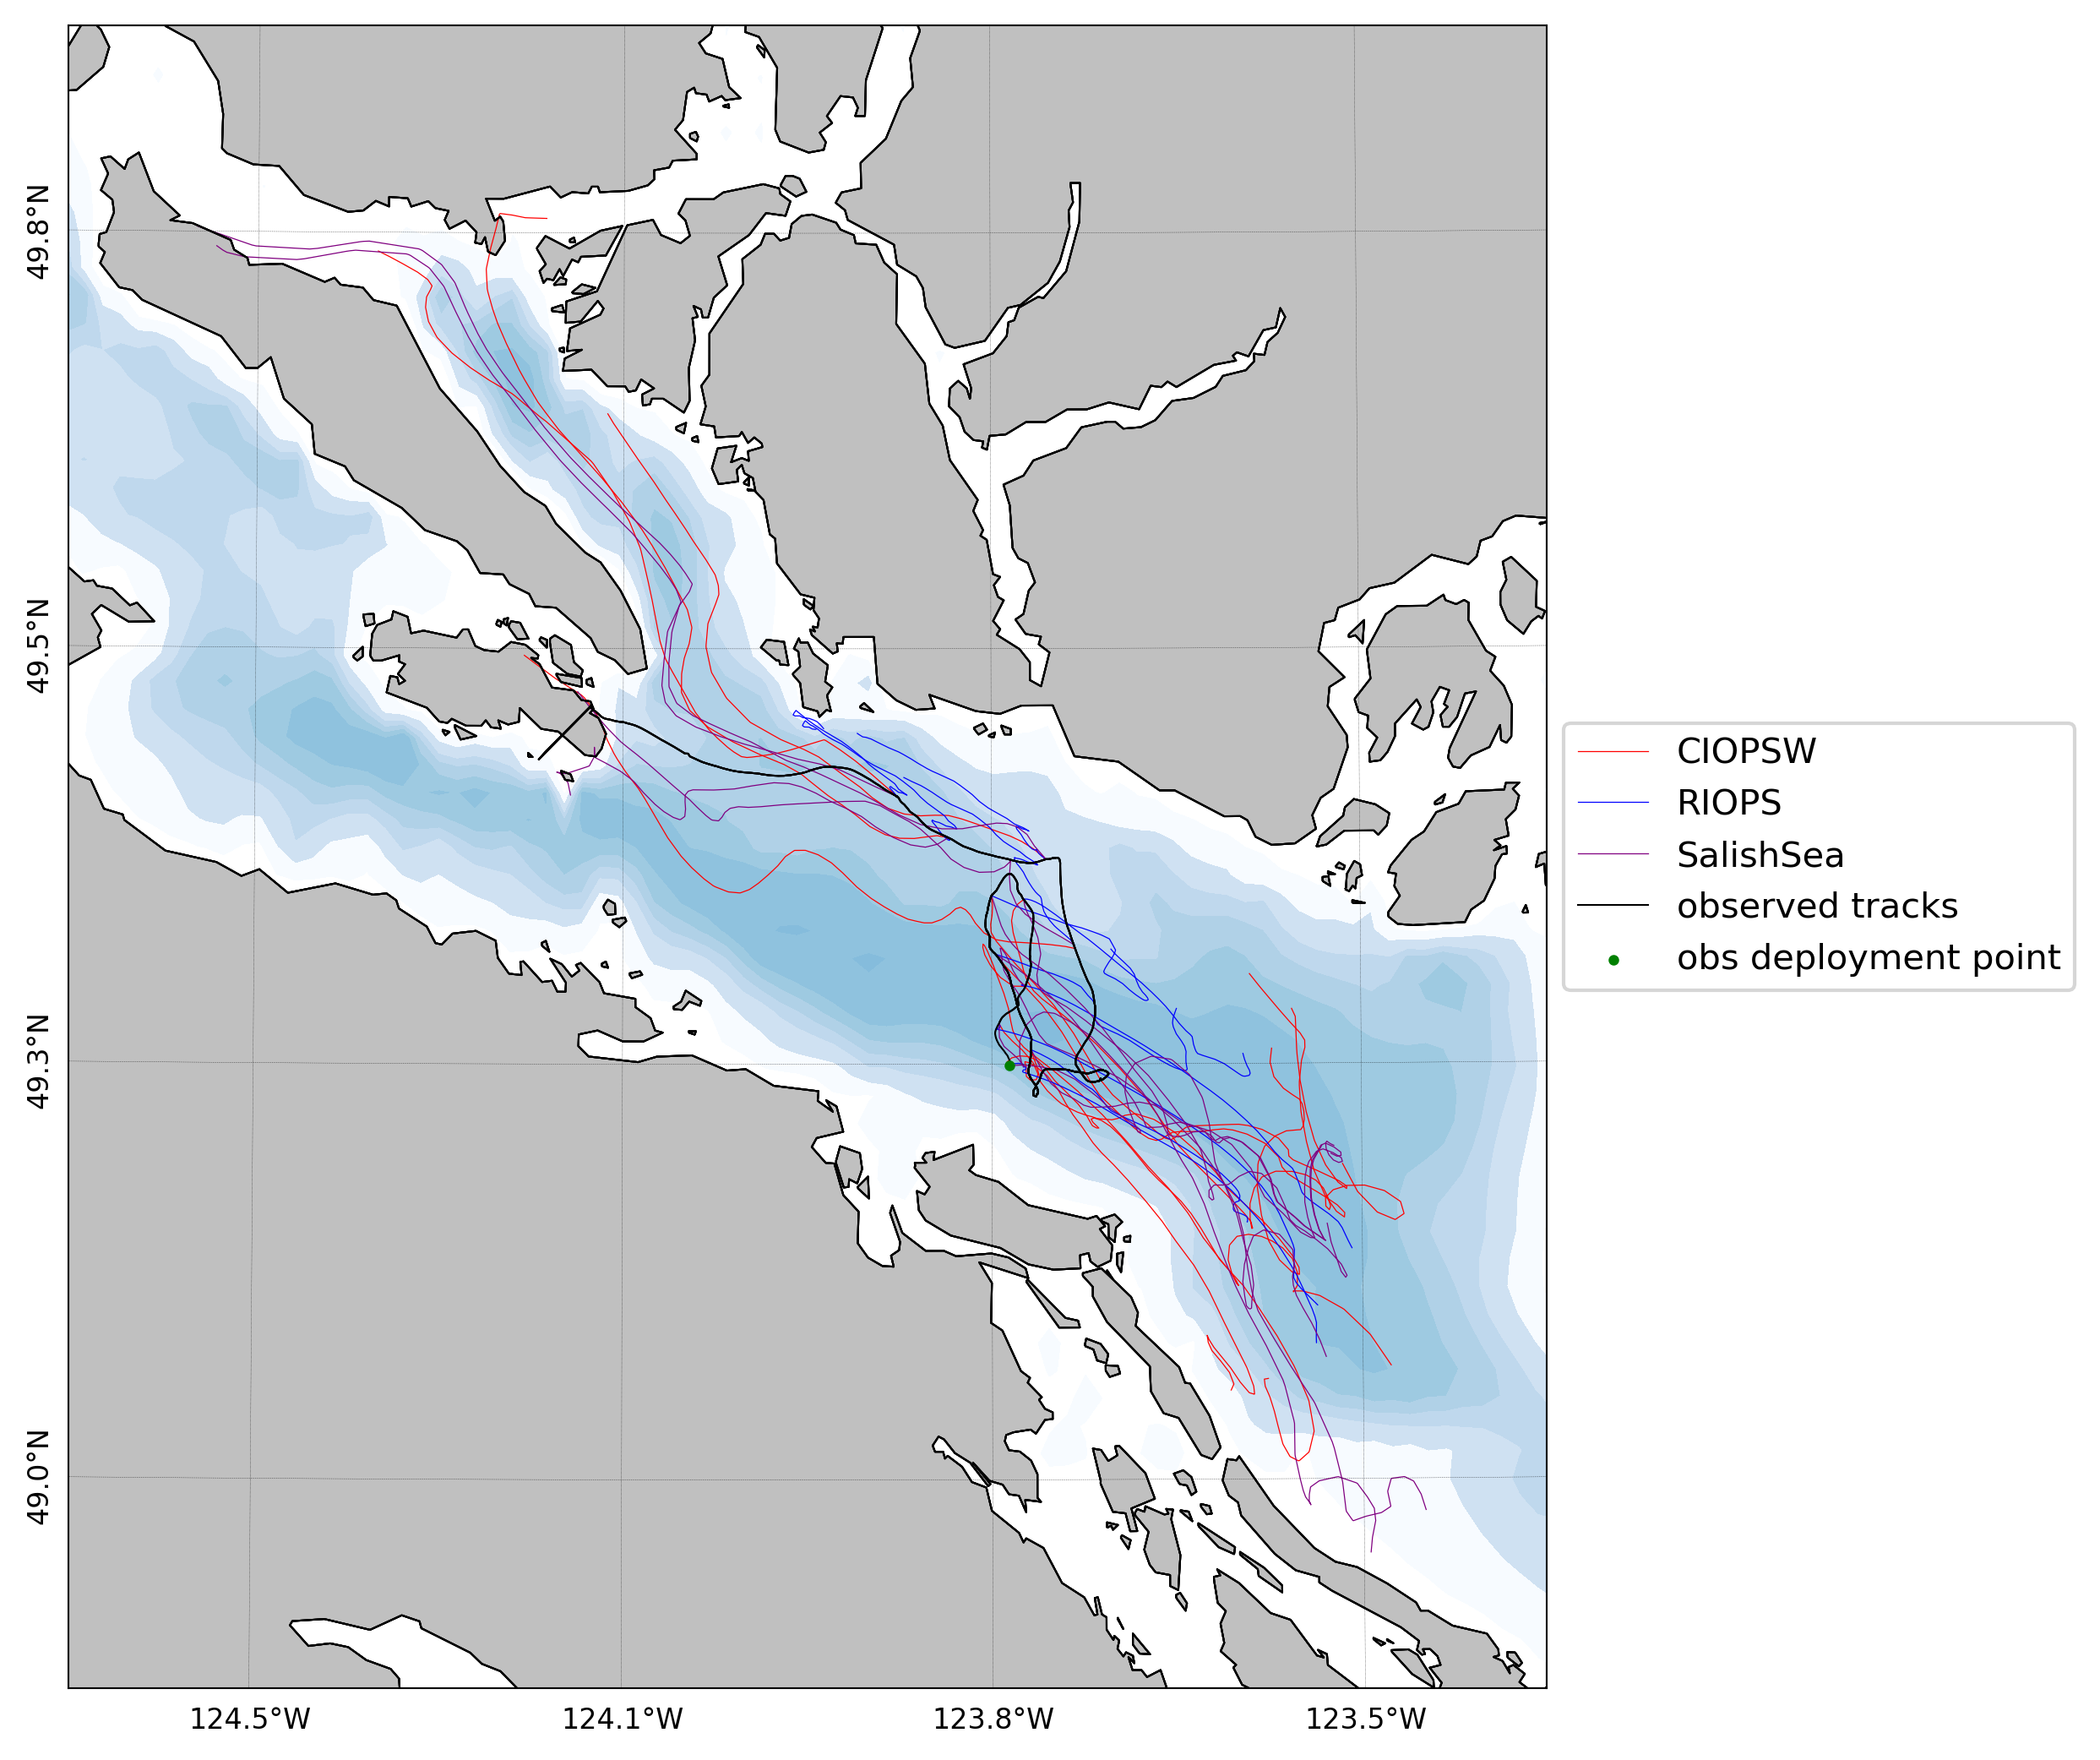 49.8°N
49.5°N
49.3°N
49.0°N
124.5°W
124.1°W
123.8°W
123.5°W
CIOPSW
RIOPS
SalishSea
observed tracks
obs deployment point